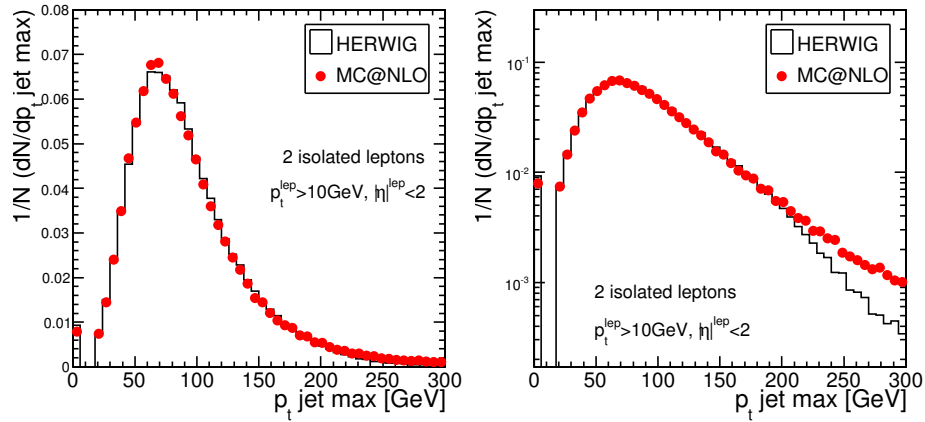 1/N (dN/dp_t jet max)
0.08
0.07
0.06
0.05
0.04
0.03
0.02
0.01
0
HERWIG
MC@NLO
2 isolated leptons
p_t^lep>10GeV, |η|^lep<2
0 50 100 150 200 250 300
p_t jet max [GeV]
1/N (dN/dp_t jet max)
10^-1
10^-2
10^-3
HERWIG
MC@NLO
2 isolated leptons
p_t^lep>10GeV, |η|^lep<2
0 50 100 150 200 250 300
p_t jet max [GeV]